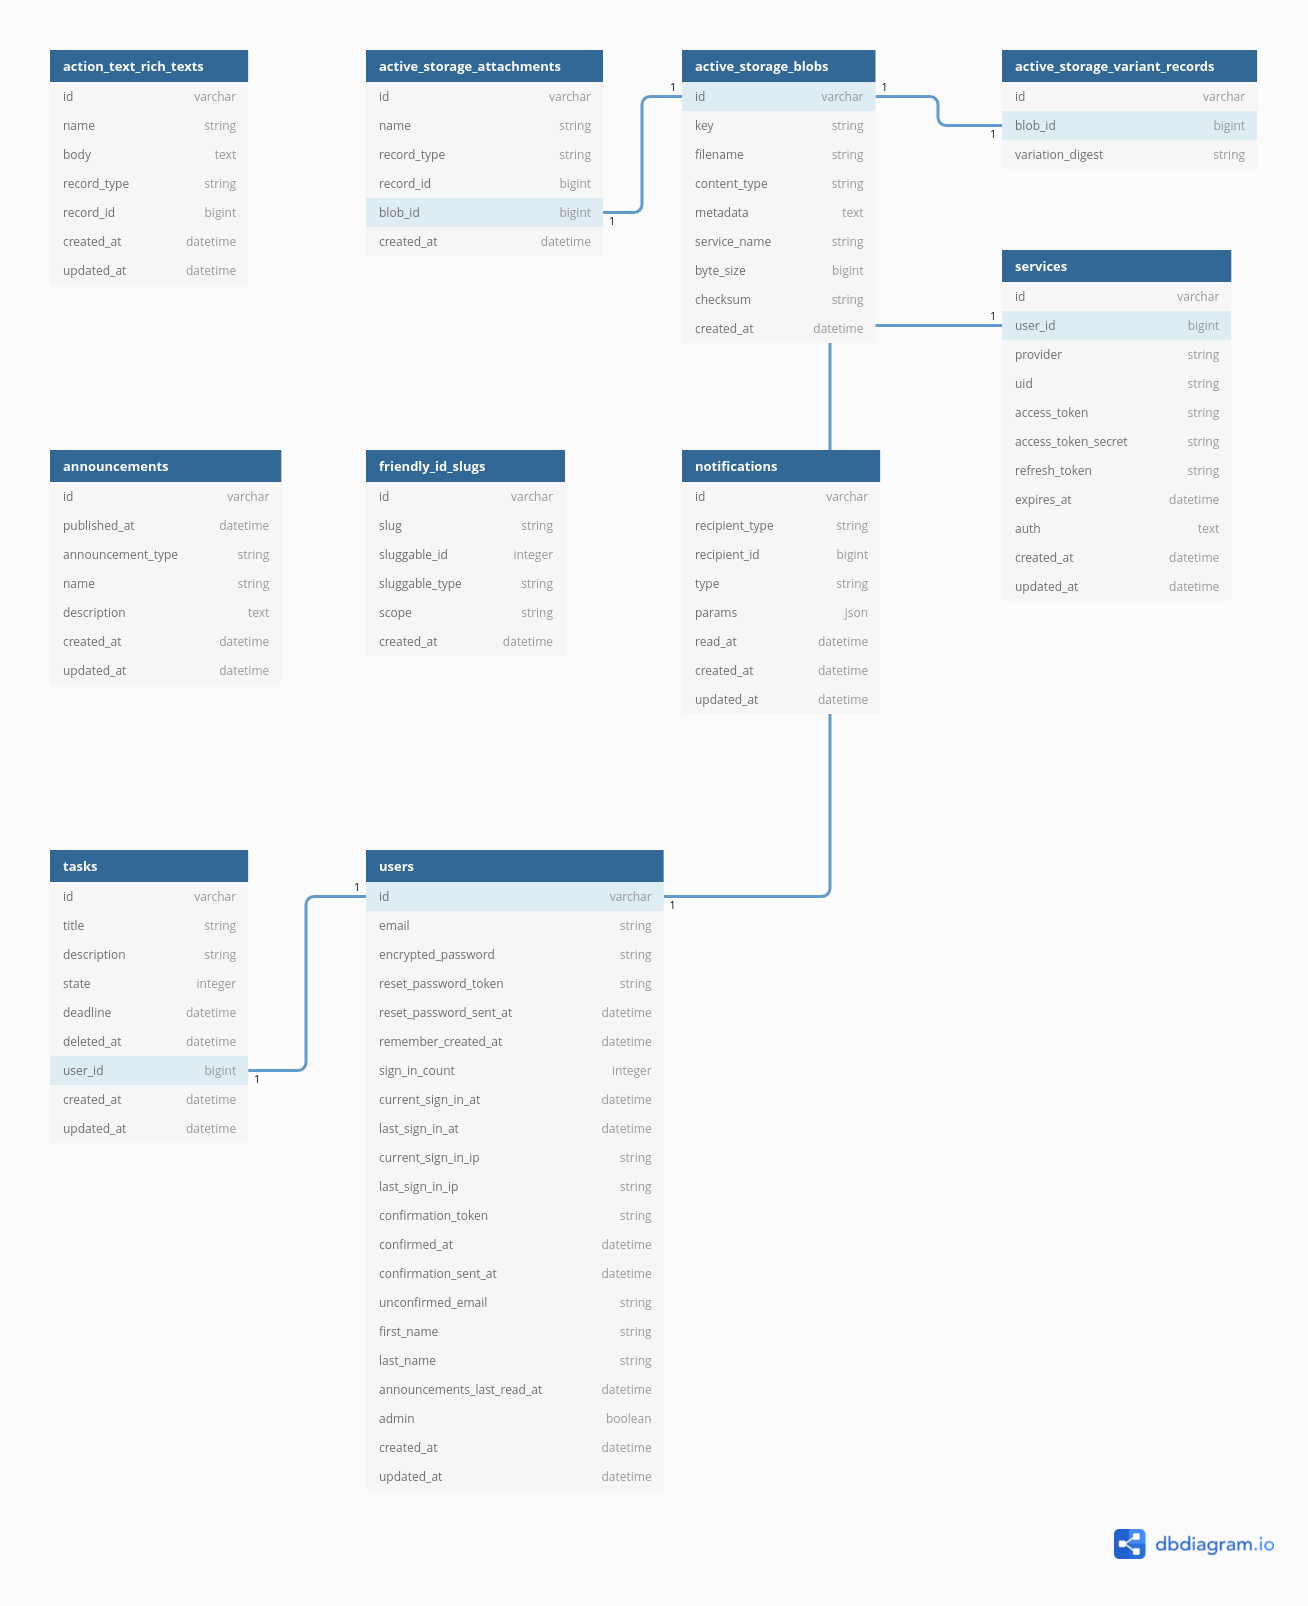 action_text_rich_texts
id varchar
name string
body text
record_type string
record_id bigint
created_at datetime
updated_at datetime
active_storage_attachments
id varchar
name string
record_type string
record_id bigint
blob_id bigint
created_at datetime
1
1
active_storage_blobs
id varchar
key string
filename string
content_type string
metadata text
service_name string
byte_size bigint
checksum string
created_at datetime
1
1
active_storage_variant_records
id varchar
blob_id bigint
variation_digest string
services
1
id varchar
user_id bigint
provider string
uid string
access_token string
access_token_secret string
refresh_token string
expires_at datetime
auth text
created_at datetime
updated_at datetime
announcements
id varchar
published_at datetime
announcement_type string
name string
description text
created_at datetime
updated_at datetime
friendly_id_slugs
id varchar
slug string
sluggable_id integer
sluggable_type string
scope string
created_at datetime
notifications
id varchar
recipient_type string
recipient_id bigint
type string
params json
read_at datetime
created_at datetime
updated_at datetime
tasks
id varchar
title string
description string
state integer
deadline datetime
deleted_at datetime
user_id bigint
created_at datetime
updated_at datetime
1
1
users
id varchar
1
email string
encrypted_password string
reset_password_token string
reset_password_sent_at datetime
remember_created_at datetime
sign_in_count integer
current_sign_in_at datetime
last_sign_in_at datetime
current_sign_in_ip string
last_sign_in_ip string
confirmation_token string
confirmed_at datetime
confirmation_sent_at datetime
unconfirmed_email string
first_name string
last_name string
announcements_last_read_at datetime
admin boolean
created_at datetime
updated_at datetime
dbdiagram.io